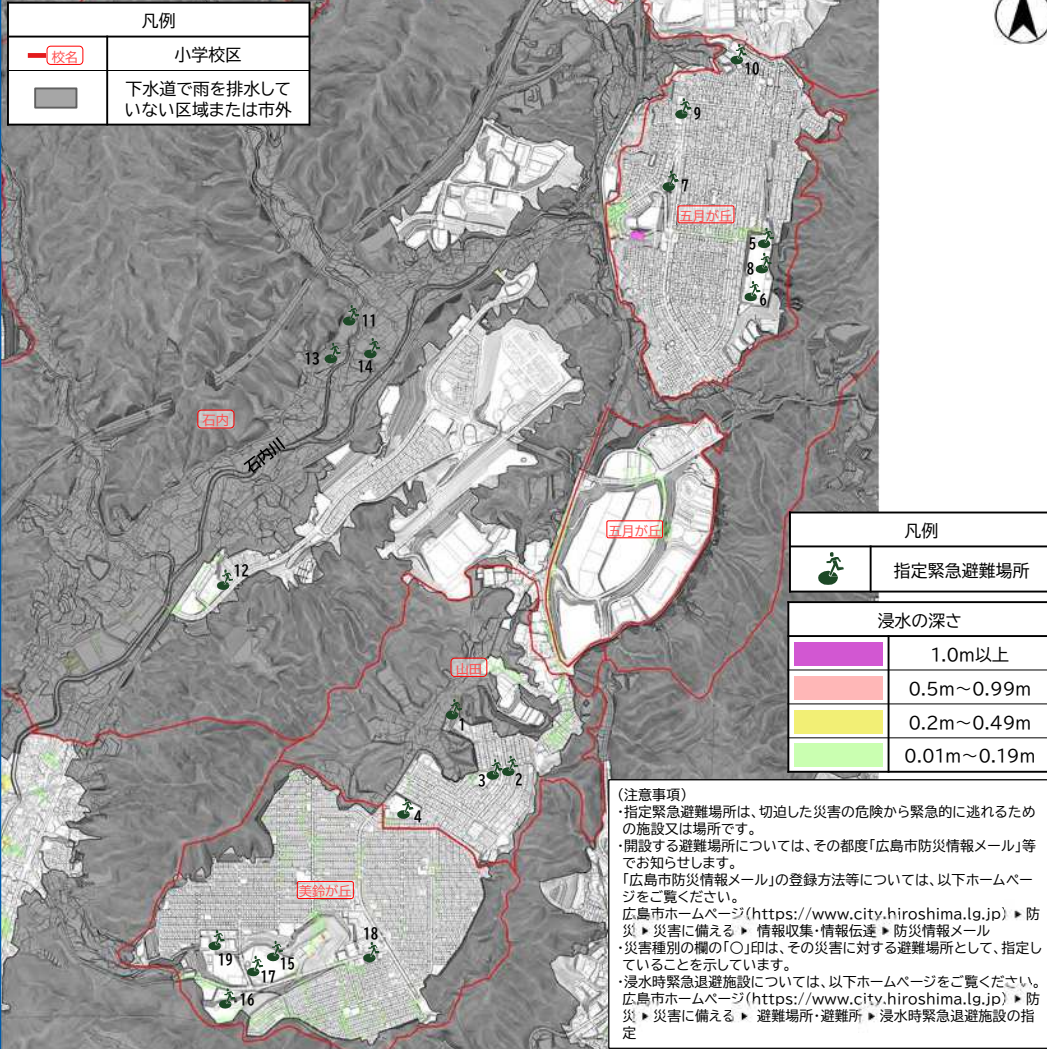 凡例
校名
小学校区
下水道で雨を排水して
いない区域または市外
10
9
7
五月が丘
5
8
6
11
13
14
石内
石内川
五月が丘
12
凡例
指定緊急避難場所
浸水の深さ
1.0m以上
0.5m～0.99m
0.2m～0.49m
0.01m～0.19m
山田
1
3
2
4
美鈴が丘
18
19
15
17
16
(注意事項)
・指定緊急避難場所は、切迫した災害の危険から緊急的に逃れるため
の施設又は場所です。
・開設する避難場所については、その都度「広島市防災情報メール」等
でお知らせします。
「広島市防災情報メール」の登録方法等については、以下ホームペー
ジをご覧ください。
広島市ホームページ(https://www.city.hiroshima.lg.jp)▶防
災▶災害に備える▶ 情報収集・情報伝達▶防災情報メール
・災害種別の欄の「○」印は、その災害に対する避難場所として、指定し
ていることを示しています。
・浸水時緊急退避施設については、以下ホームページをご覧ください。
広島市ホームページ(https://www.city.hiroshima.lg.jp)▶防
災▶災害に備える▶ 避難場所・避難所▶浸水時緊急退避施設の指
定